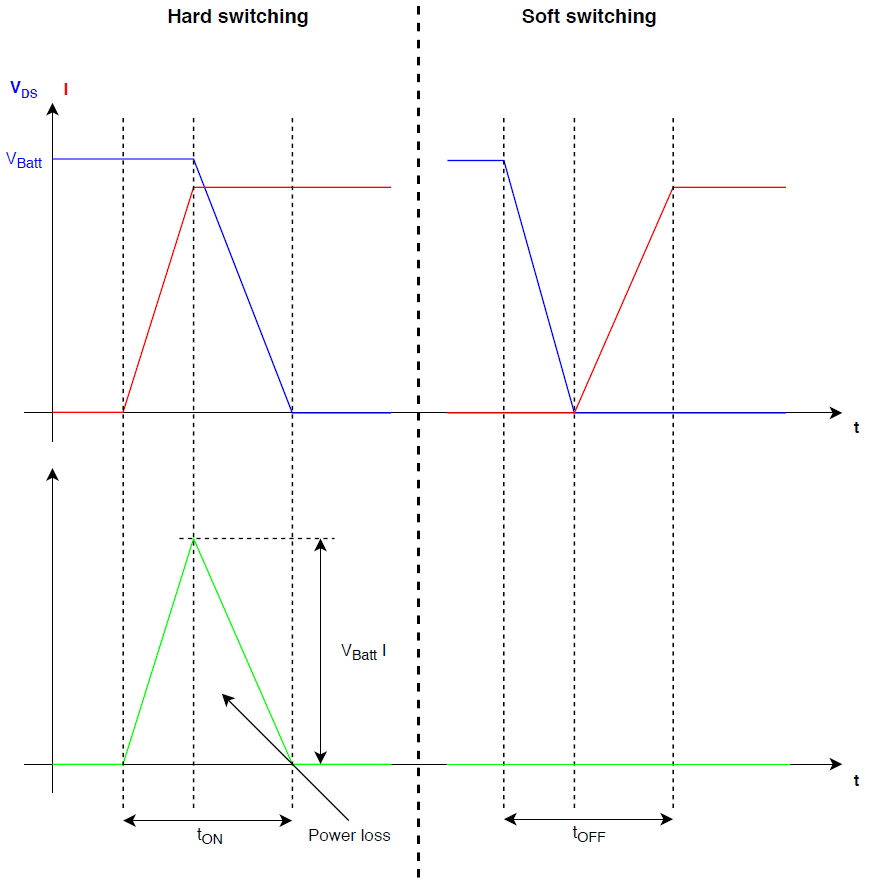 Hard switching
Soft switching
VDS I
VBatt
t
VBatt I
t
tON
Power loss
tOFF